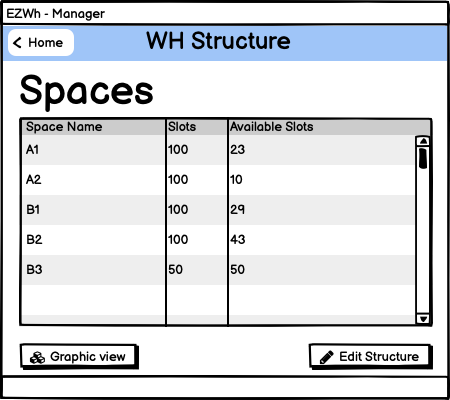 EZWh - Manager
Home
WH Structure
Spaces
Space Name Slots Available Slots
A1 100 23
A2 100 10
B1 100 29
B2 100 43
B3 50 50
Graphic view Edit Structure